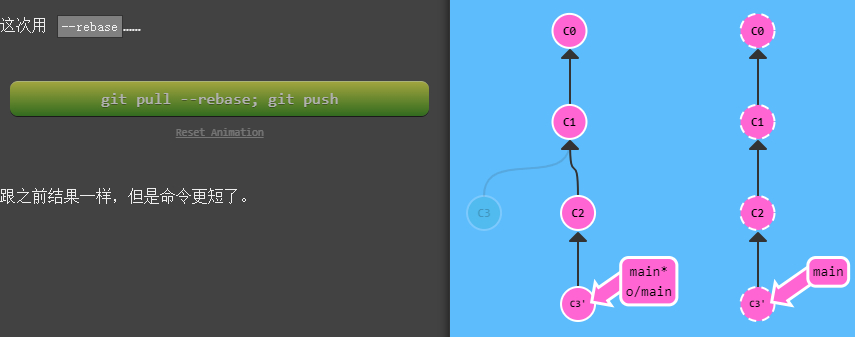 这次用 --rebase……
git pull --rebase; git push
Reset Animation
跟之前结果一样，但是命令更短了。
C0
C1
C3
C2
C3'
main*
o/main
C0
C1
C2
C3'
main